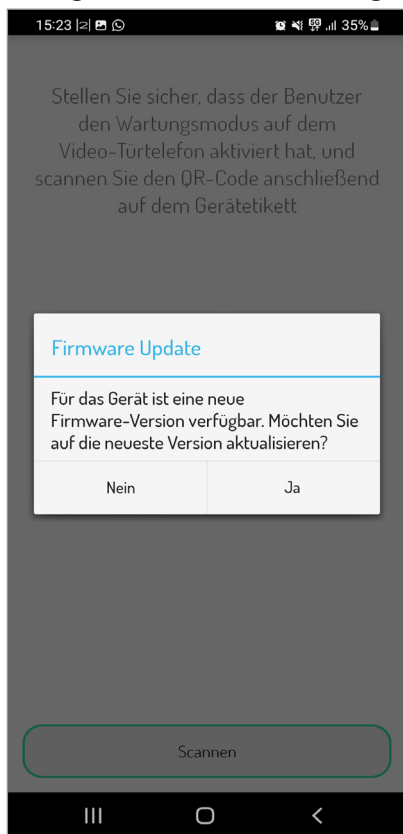 15:23
35%
Stellen Sie sicher, dass der Benutzer
den Wartungsmodus auf dem
Video-Türtelefon aktiviert hat, und
scannen Sie den QR-Code anschließend
auf dem Gerätetikett
Firmware Update
Für das Gerät ist eine neue
Firmware-Version verfügbar. Möchten Sie
auf die neueste Version aktualisieren?
Nein
Ja
Scannen